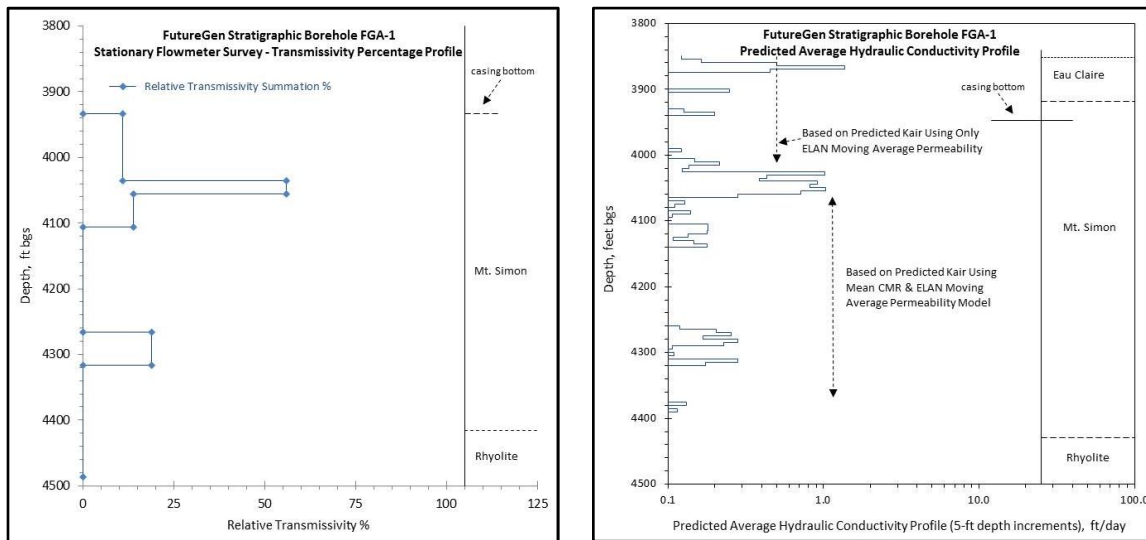 FutureGen Stratigraphic Borehole FGA-1
Stationary Flowmeter Survey - Transmissivity Percentage Profile
Relative Transmissivity Summation %
casing bottom
Mt. Simon
Rhyolite
Depth, ft bgs
3800
3900
4000
4100
4200
4300
4400
4500
0
25
50
75
100
125
Relative Transmissivity %
FutureGen Stratigraphic Borehole FGA-1
Predicted Average Hydraulic Conductivity Profile
Eau Claire
casing bottom
Based on Predicted Kair Using Only
ELAN Moving Average Permeability
Mt. Simon
Based on Predicted Kair Using
Mean CMR & ELAN Moving
Average Permeability Model
Rhyolite
Depth, feet bgs
3800
3900
4000
4100
4200
4300
4400
4500
0.1
1.0
10.0
100.0
Predicted Average Hydraulic Conductivity Profile (5-ft depth increments), ft/day